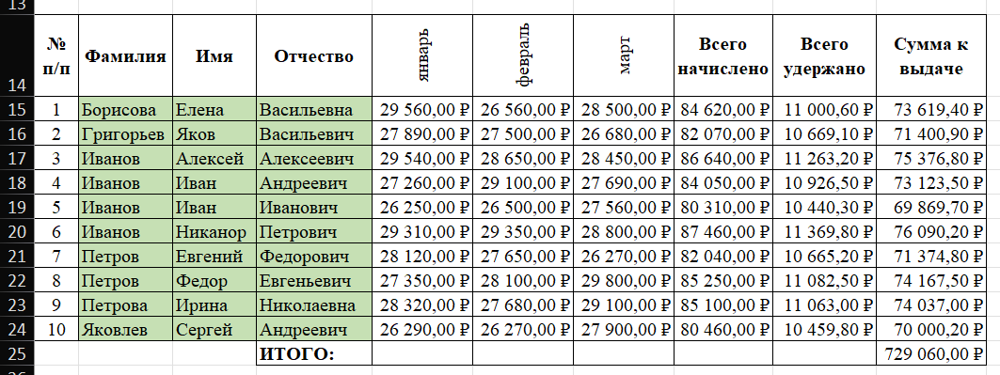 13
14 № п/п Фамилия Имя Отчество январь февраль март Всего начислено Всего удержано Сумма к выдаче
15 1 Борисова Елена Васильевна 29 560,00 ₽ 26 560,00 ₽ 28 500,00 ₽ 84 620,00 ₽ 11 000,60 ₽ 73 619,40 ₽
16 2 Григорьев Яков Васильевич 27 890,00 ₽ 27 500,00 ₽ 26 680,00 ₽ 82 070,00 ₽ 10 669,10 ₽ 71 400,90 ₽
17 3 Иванов Алексей Алексеевич 29 540,00 ₽ 28 650,00 ₽ 28 450,00 ₽ 86 640,00 ₽ 11 263,20 ₽ 75 376,80 ₽
18 4 Иванов Иван Андреевич 27 260,00 ₽ 29 100,00 ₽ 27 690,00 ₽ 84 050,00 ₽ 10 926,50 ₽ 73 123,50 ₽
19 5 Иванов Иван Иванович 26 250,00 ₽ 26 500,00 ₽ 27 560,00 ₽ 80 310,00 ₽ 10 440,30 ₽ 69 869,70 ₽
20 6 Иванов Никанор Петрович 29 310,00 ₽ 29 350,00 ₽ 28 800,00 ₽ 87 460,00 ₽ 11 369,80 ₽ 76 090,20 ₽
21 7 Петров Евгений Федорович 28 120,00 ₽ 27 650,00 ₽ 26 270,00 ₽ 82 040,00 ₽ 10 665,20 ₽ 71 374,80 ₽
22 8 Петров Федор Евгеньевич 27 350,00 ₽ 28 100,00 ₽ 29 800,00 ₽ 85 250,00 ₽ 11 082,50 ₽ 74 167,50 ₽
23 9 Петрова Ирина Николаевна 28 320,00 ₽ 27 680,00 ₽ 29 100,00 ₽ 85 100,00 ₽ 11 063,00 ₽ 74 037,00 ₽
24 10 Яковлев Сергей Андреевич 26 290,00 ₽ 26 270,00 ₽ 27 900,00 ₽ 80 460,00 ₽ 10 459,80 ₽ 70 000,20 ₽
25 ИТОГО: 729 060,00 ₽